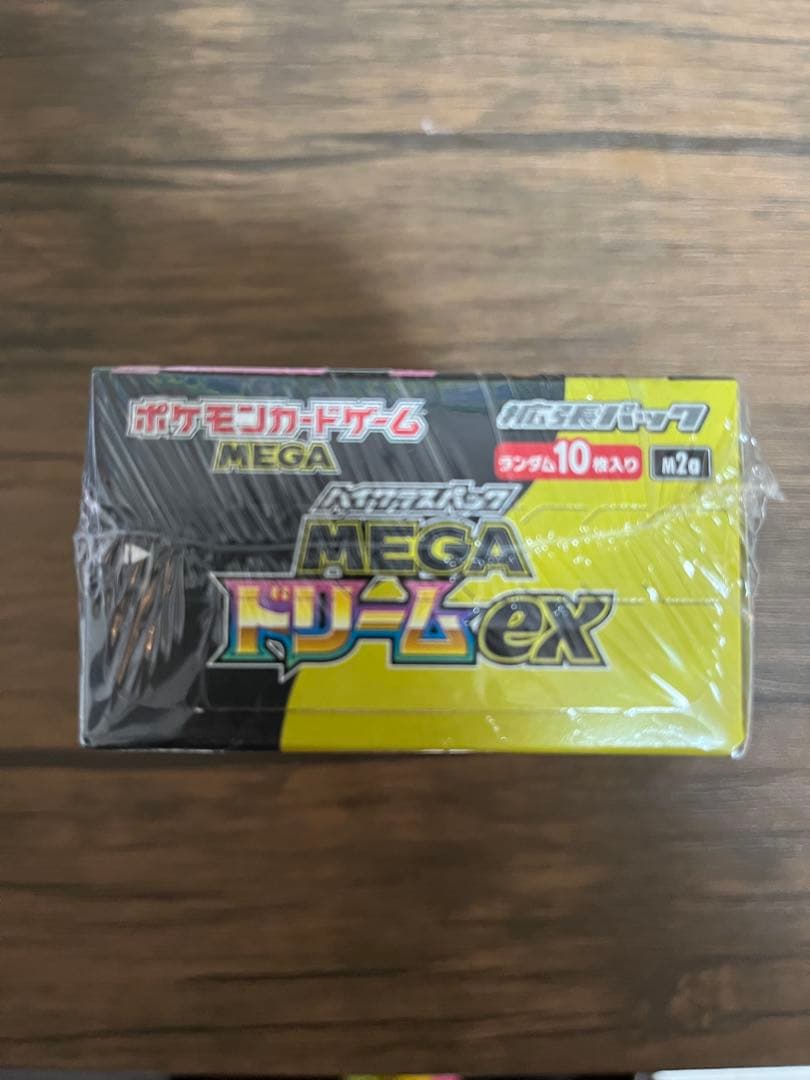 ポケモンカードゲーム
MEGA
拡張パック
ランダム10枚入り
M2a
ハイクラスパック
MEGA
ドリームex